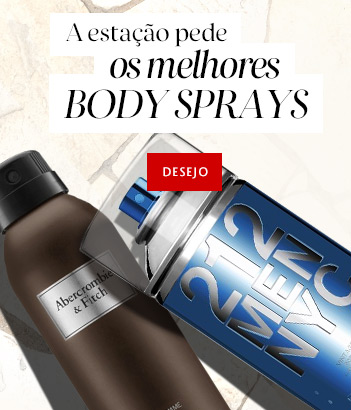 A estação pede
os melhores
BODY SPRAYS
DESEJO
Abercrombie
& Fitch
212
MEN
NYC